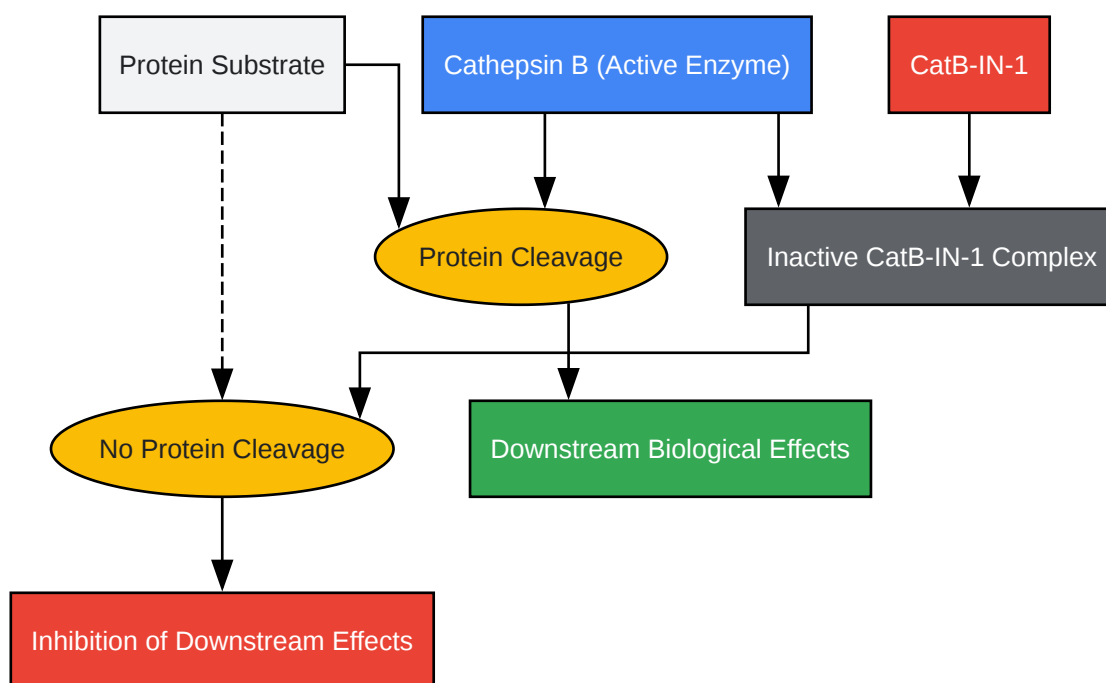 Protein Substrate
Cathepsin B (Active Enzyme)
CatB-IN-1
Protein Cleavage
Inactive CatB-IN-1 Complex
No Protein Cleavage
Downstream Biological Effects
Inhibition of Downstream Effects